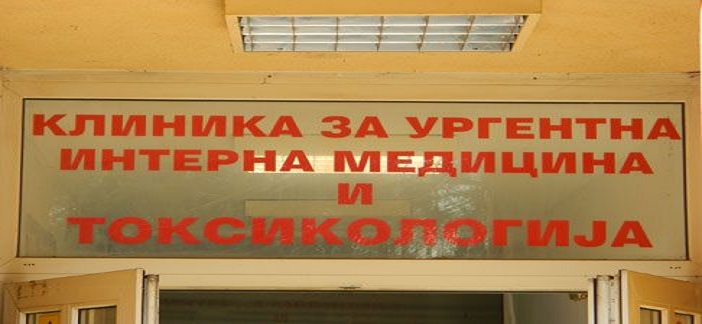 КЛИНИКА ЗА УРГЕНТНА
ИНТЕРНА МЕДИЦИНА
И
ТОКСИКОЛОГИЈА